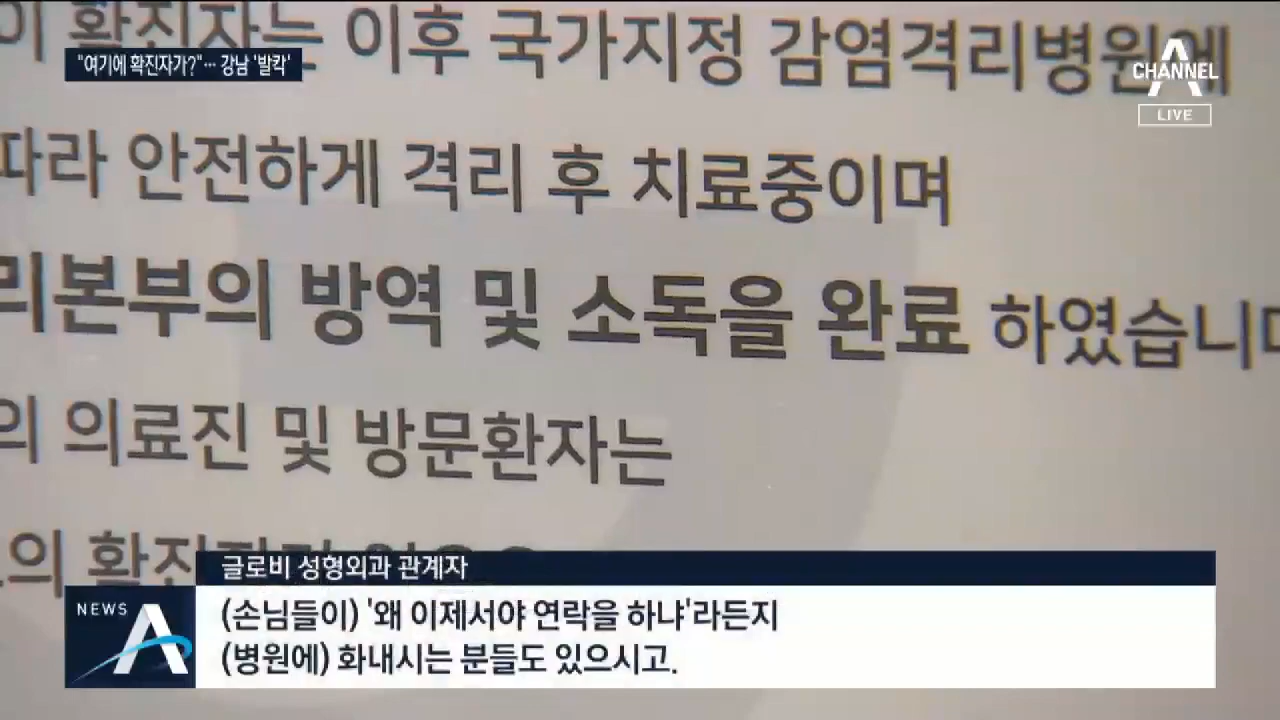 이 확진자는 이후 국가지정 감염격리병원에
"여기에 확진자가?"… 강남 '발칵'
CHANNEL A
LIVE
따라 안전하게 격리 후 치료중이며
리본부의 방역 및 소독을 완료 하였습니다
의 의료진 및 방문환자는
의 확진
글로비 성형외과 관계자
NEWS A
(손님들이) '왜 이제서야 연락을 하냐'라든지
(병원에) 화내시는 분들도 있으시고.